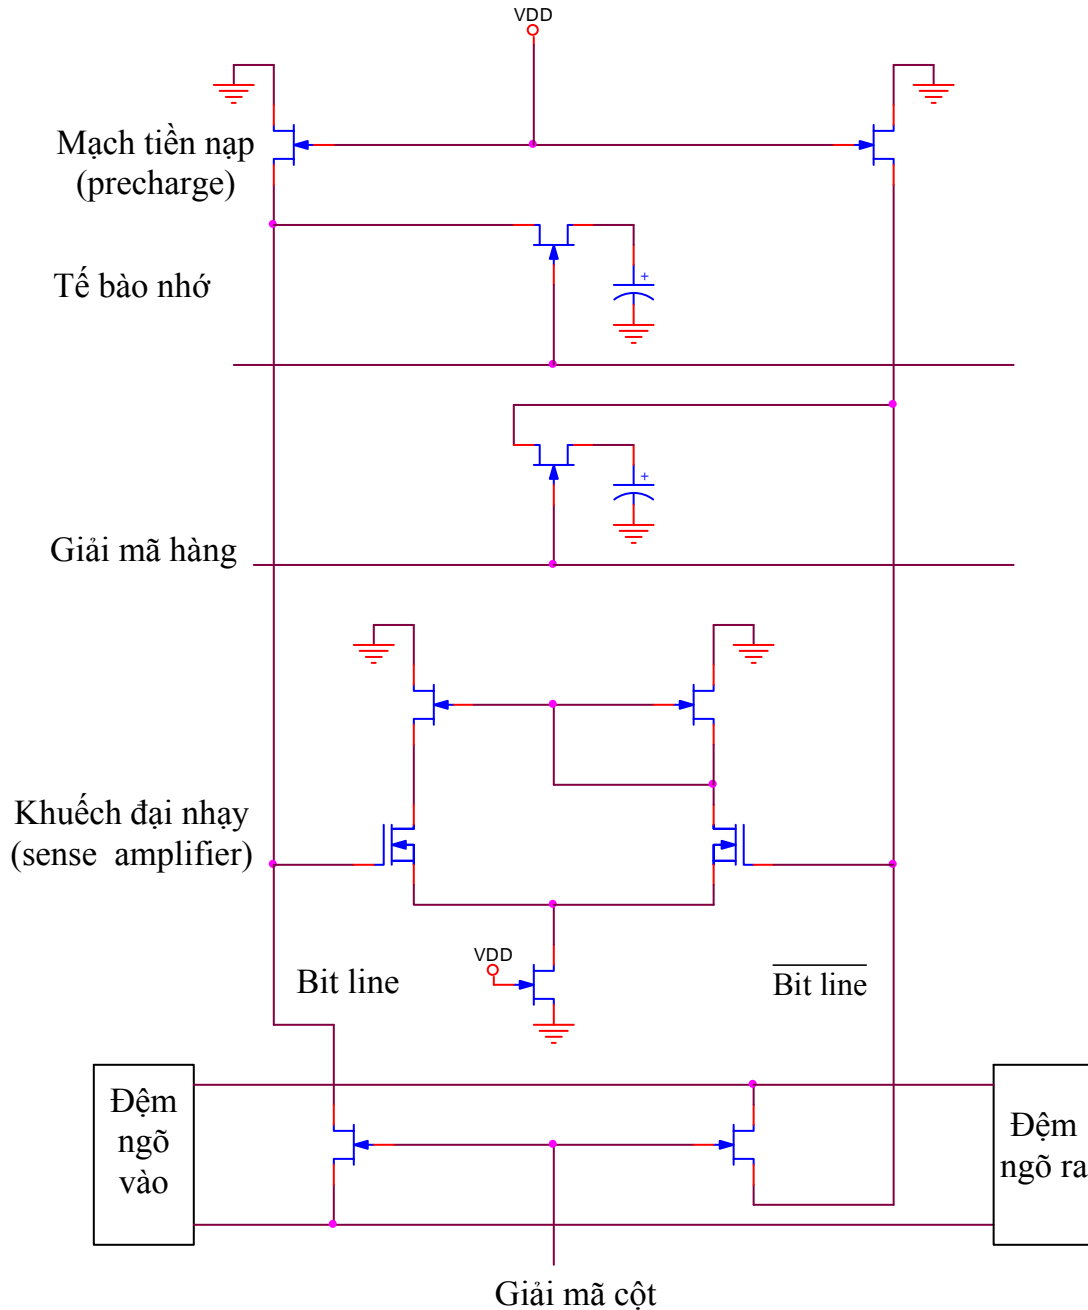 VDD
Mạch tiền nạp
(precharge)
+
Tế bào nhớ
+
Giải mã hàng
Khuếch đại nhạy
(sense amplifier)
VDD
Bit line
Bit line
Đệm
ngõ
vào
Đệm
ngõ ra
Giải mã cột